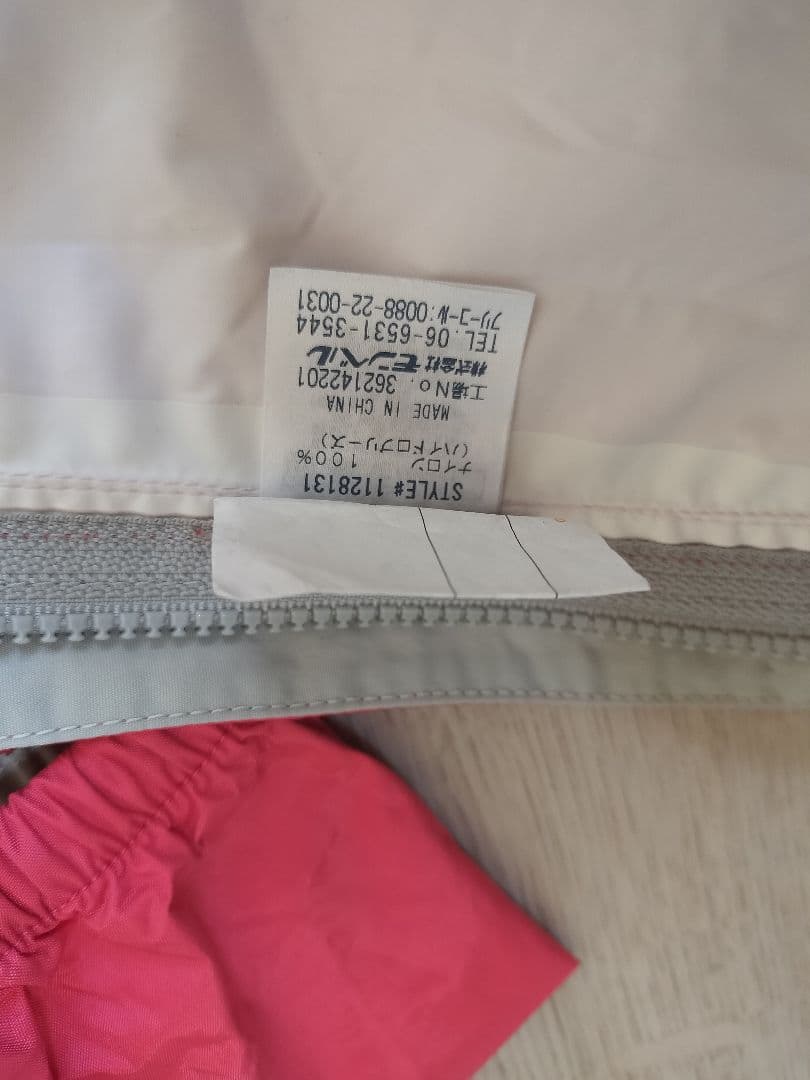 STYLE# 1128131
ナイロン 100%
(ハイドロブリーズ)
MADE IN CHINA
工場No. 362142201
株式会社モンベル
TEL. 06-6531-3544
フリーコール:0088-22-0031